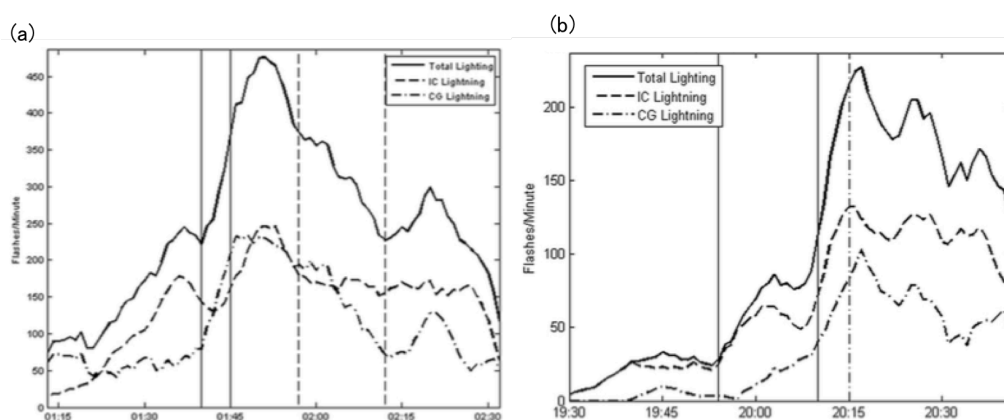 (a)
(b)
Total Lighting
IC Lightning
CG Lightning
Flashes/Minute
450
400
350
300
250
200
150
100
50
0
01:15
01:30
01:45
02:00
02:15
02:30
Total Lighting
IC Lightning
CG Lightning
Flashes/Minute
200
150
100
50
0
19:30
19:45
20:00
20:15
20:30